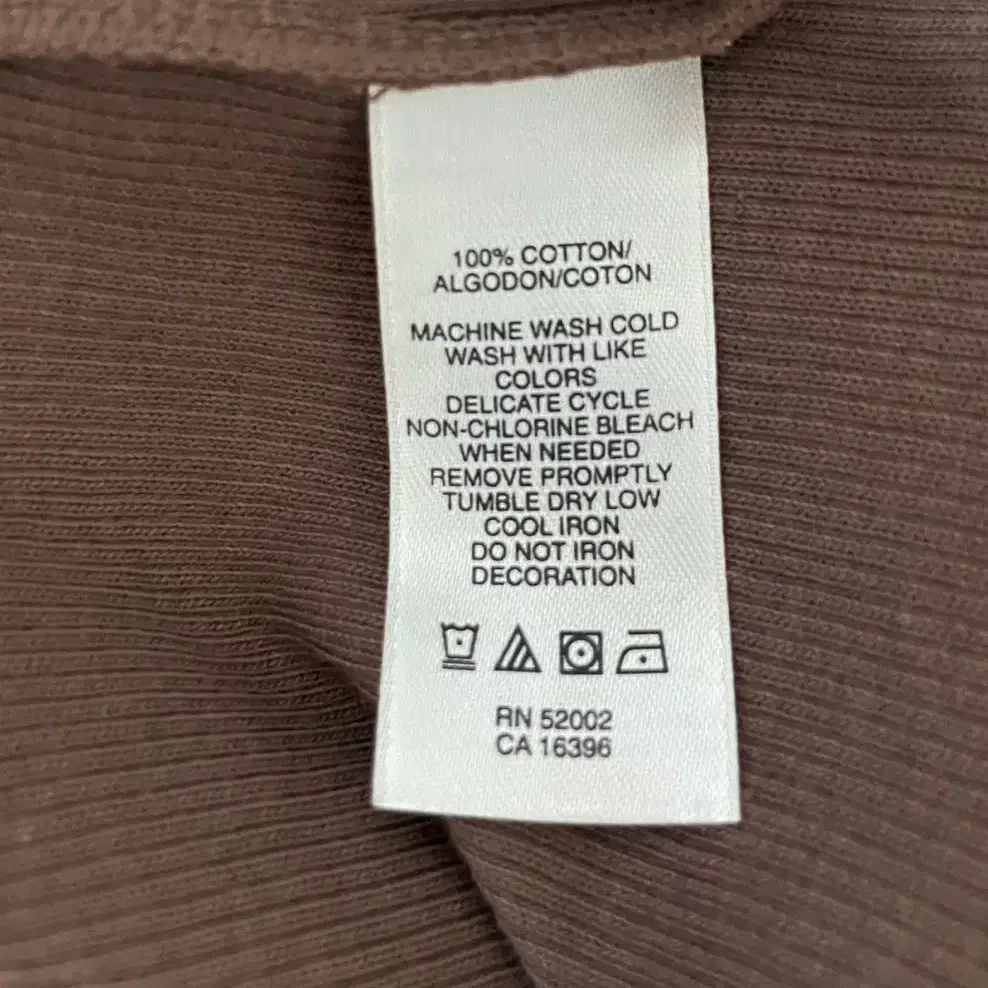 100% COTTON/
ALGODON/COTON
MACHINE WASH COLD
WASH WITH LIKE
COLORS
DELICATE CYCLE
NON-CHLORINE BLEACH
WHEN NEEDED
REMOVE PROMPTLY
TUMBLE DRY LOW
COOL IRON
DO NOT IRON
DECORATION
RN 52002
CA 16396